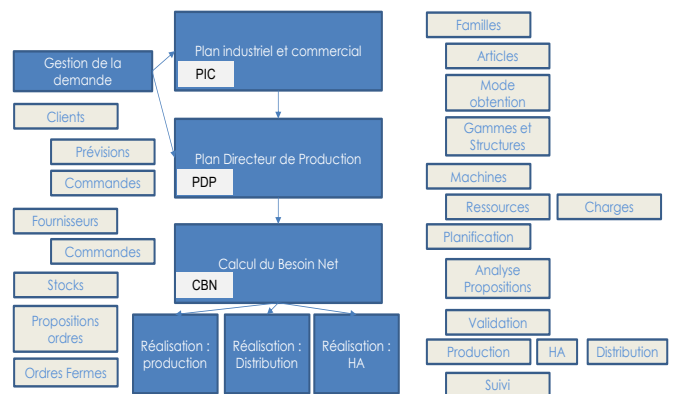 Gestion de la
demande
Clients
Prévisions
Commandes
Fournisseurs
Commandes
Stocks
Propositions
ordres
Ordres Fermes
Plan industriel et commercial
PIC
Plan Directeur de Production
PDP
Calcul du Besoin Net
CBN
Réalisation :
production
Réalisation :
Distribution
Réalisation :
HA
Familles
Articles
Mode
obtention
Gammes et
Structures
Machines
Ressources
Charges
Planification
Analyse
Propositions
Validation
Production
HA
Distribution
Suivi